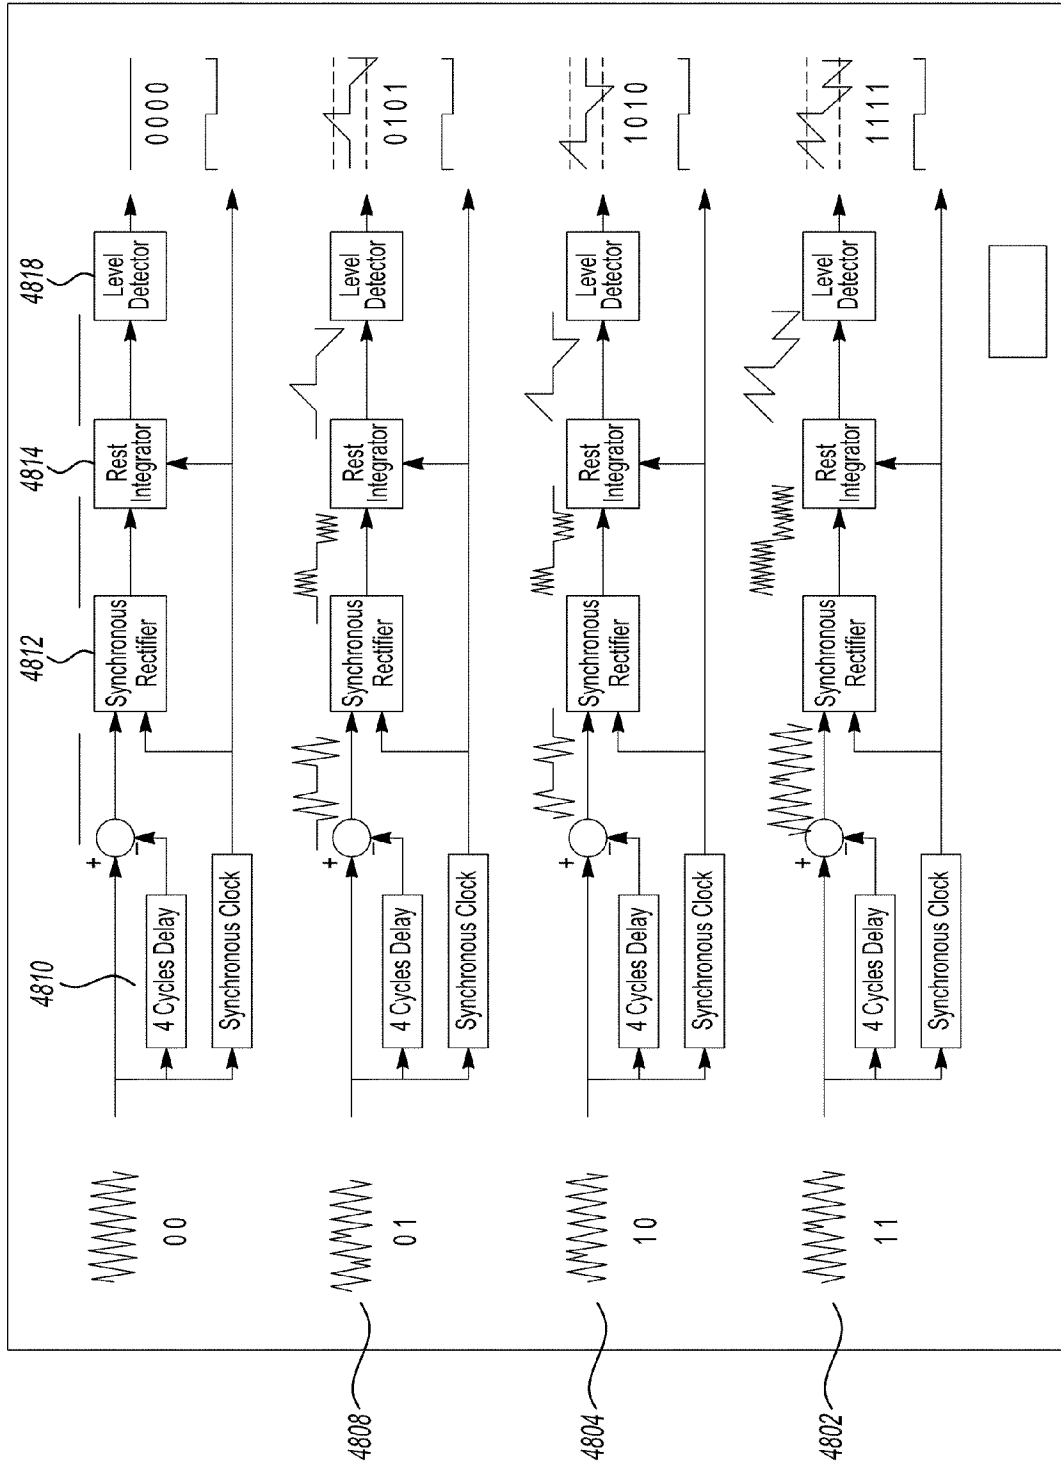 4810
4812
4814
4818
0 0
+
−
4 Cycles Delay
Synchronous Clock
Synchronous
Rectifier
Rest
Integrator
Level
Detector
0 0 0 0
4808
0 1
+
−
4 Cycles Delay
Synchronous Clock
Synchronous
Rectifier
Rest
Integrator
Level
Detector
0 1 0 1
4804
1 0
+
−
4 Cycles Delay
Synchronous Clock
Synchronous
Rectifier
Rest
Integrator
Level
Detector
1 0 1 0
4802
1 1
+
−
4 Cycles Delay
Synchronous Clock
Synchronous
Rectifier
Rest
Integrator
Level
Detector
1 1 1 1